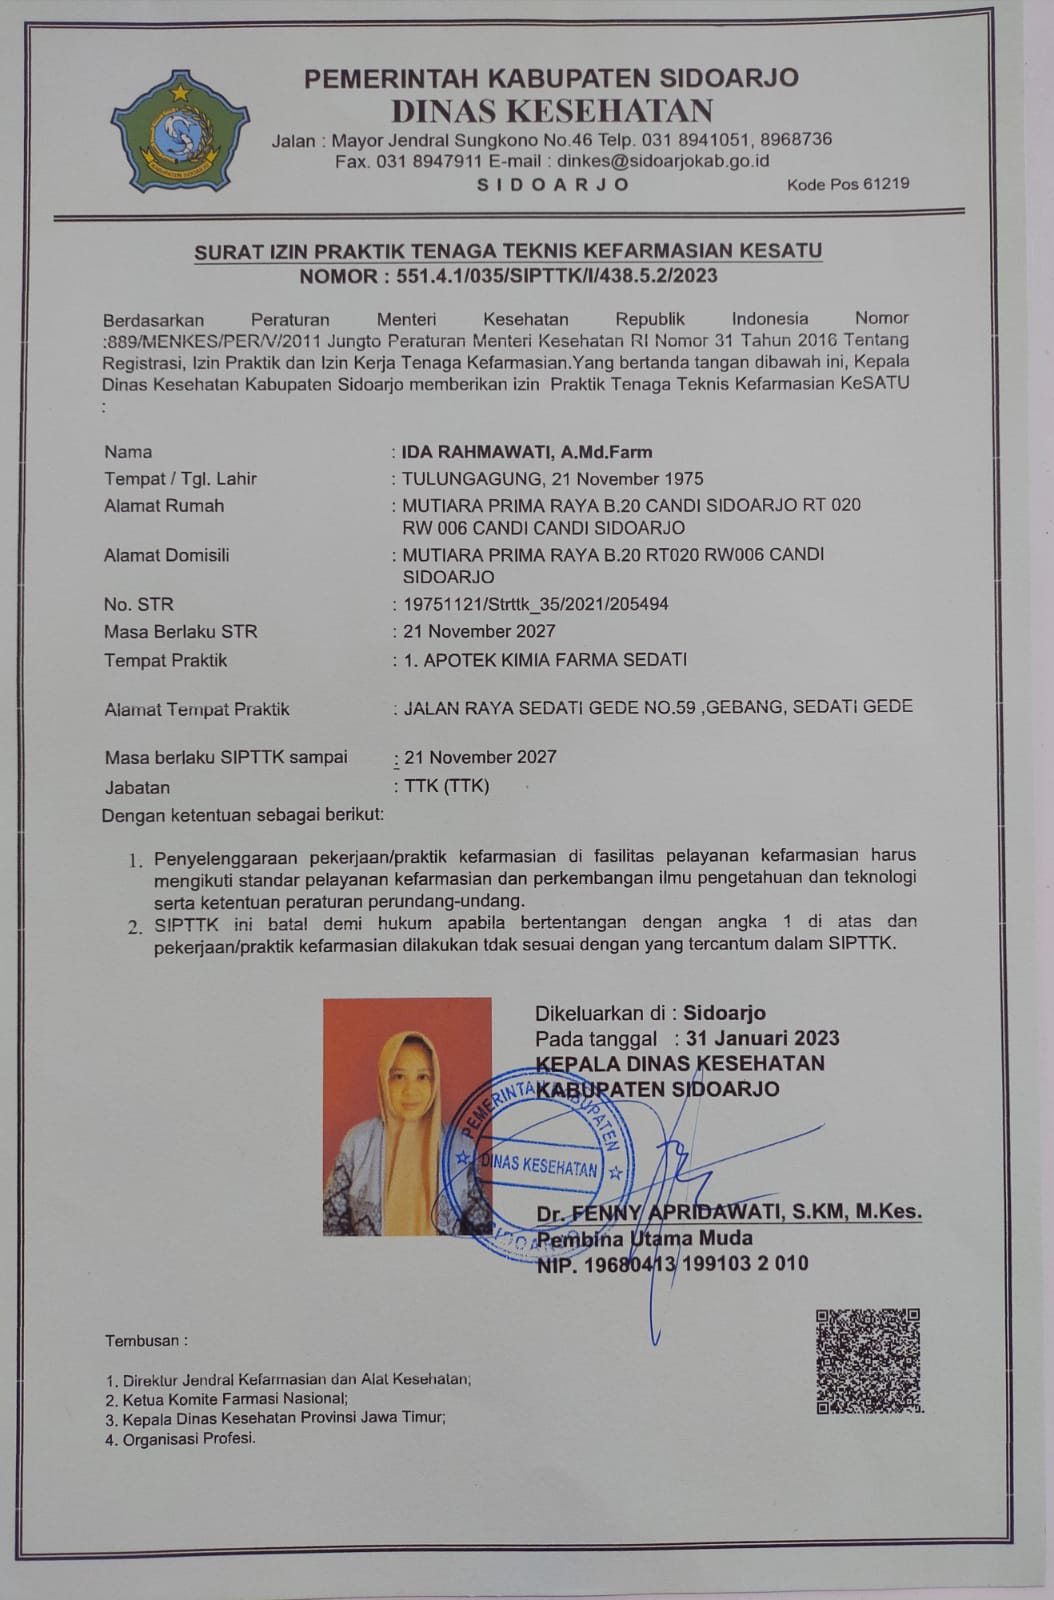 PEMERINTAH KABUPATEN SIDOARJO
DINAS KESEHATAN
Jalan : Mayor Jendral Sungkono No.46 Telp. 031 8941051, 8968736
Fax. 031 8947911 E-mail : dinkes@sidoarjokab.go.id
S I D O A R J O Kode Pos 61219
KABUPATEN SIDOARJO
SURAT IZIN PRAKTIK TENAGA TEKNIS KEFARMASIAN KESATU
NOMOR : 551.4.1/035/SIPTTK/I/438.5.2/2023
Berdasarkan Peraturan Menteri Kesehatan Republik Indonesia Nomor
:889/MENKES/PER/V/2011 Jungto Peraturan Menteri Kesehatan RI Nomor 31 Tahun 2016 Tentang
Registrasi, Izin Praktik dan Izin Kerja Tenaga Kefarmasian.Yang bertanda tangan dibawah ini, Kepala
Dinas Kesehatan Kabupaten Sidoarjo memberikan izin Praktik Tenaga Teknis Kefarmasian KeSATU
:
Nama : IDA RAHMAWATI, A.Md.Farm
Tempat / Tgl. Lahir : TULUNGAGUNG, 21 November 1975
Alamat Rumah : MUTIARA PRIMA RAYA B.20 CANDI SIDOARJO RT 020
RW 006 CANDI CANDI SIDOARJO
Alamat Domisili : MUTIARA PRIMA RAYA B.20 RT020 RW006 CANDI
SIDOARJO
No. STR : 19751121/Strttk_35/2021/205494
Masa Berlaku STR : 21 November 2027
Tempat Praktik : 1. APOTEK KIMIA FARMA SEDATI
Alamat Tempat Praktik : JALAN RAYA SEDATI GEDE NO.59 ,GEBANG, SEDATI GEDE
Masa berlaku SIPTTK sampai : 21 November 2027
Jabatan : TTK (TTK)
Dengan ketentuan sebagai berikut:
1. Penyelenggaraan pekerjaan/praktik kefarmasian di fasilitas pelayanan kefarmasian harus
mengikuti standar pelayanan kefarmasian dan perkembangan ilmu pengetahuan dan teknologi
serta ketentuan peraturan perundang-undang.
2. SIPTTK ini batal demi hukum apabila bertentangan dengan angka 1 di atas dan
pekerjaan/praktik kefarmasian dilakukan tdak sesuai dengan yang tercantum dalam SIPTTK.
Dikeluarkan di : Sidoarjo
Pada tanggal : 31 Januari 2023
KEPALA DINAS KESEHATAN
KABUPATEN SIDOARJO
PEMERINTAH KABUPATEN
DINAS KESEHATAN
SIDOARJO
Dr. FENNY APRIDAWATI, S.KM, M.Kes.
Pembina Utama Muda
NIP. 19680413 199103 2 010
Tembusan :
1. Direktur Jendral Kefarmasian dan Alat Kesehatan;
2. Ketua Komite Farmasi Nasional;
3. Kepala Dinas Kesehatan Provinsi Jawa Timur;
4. Organisasi Profesi.